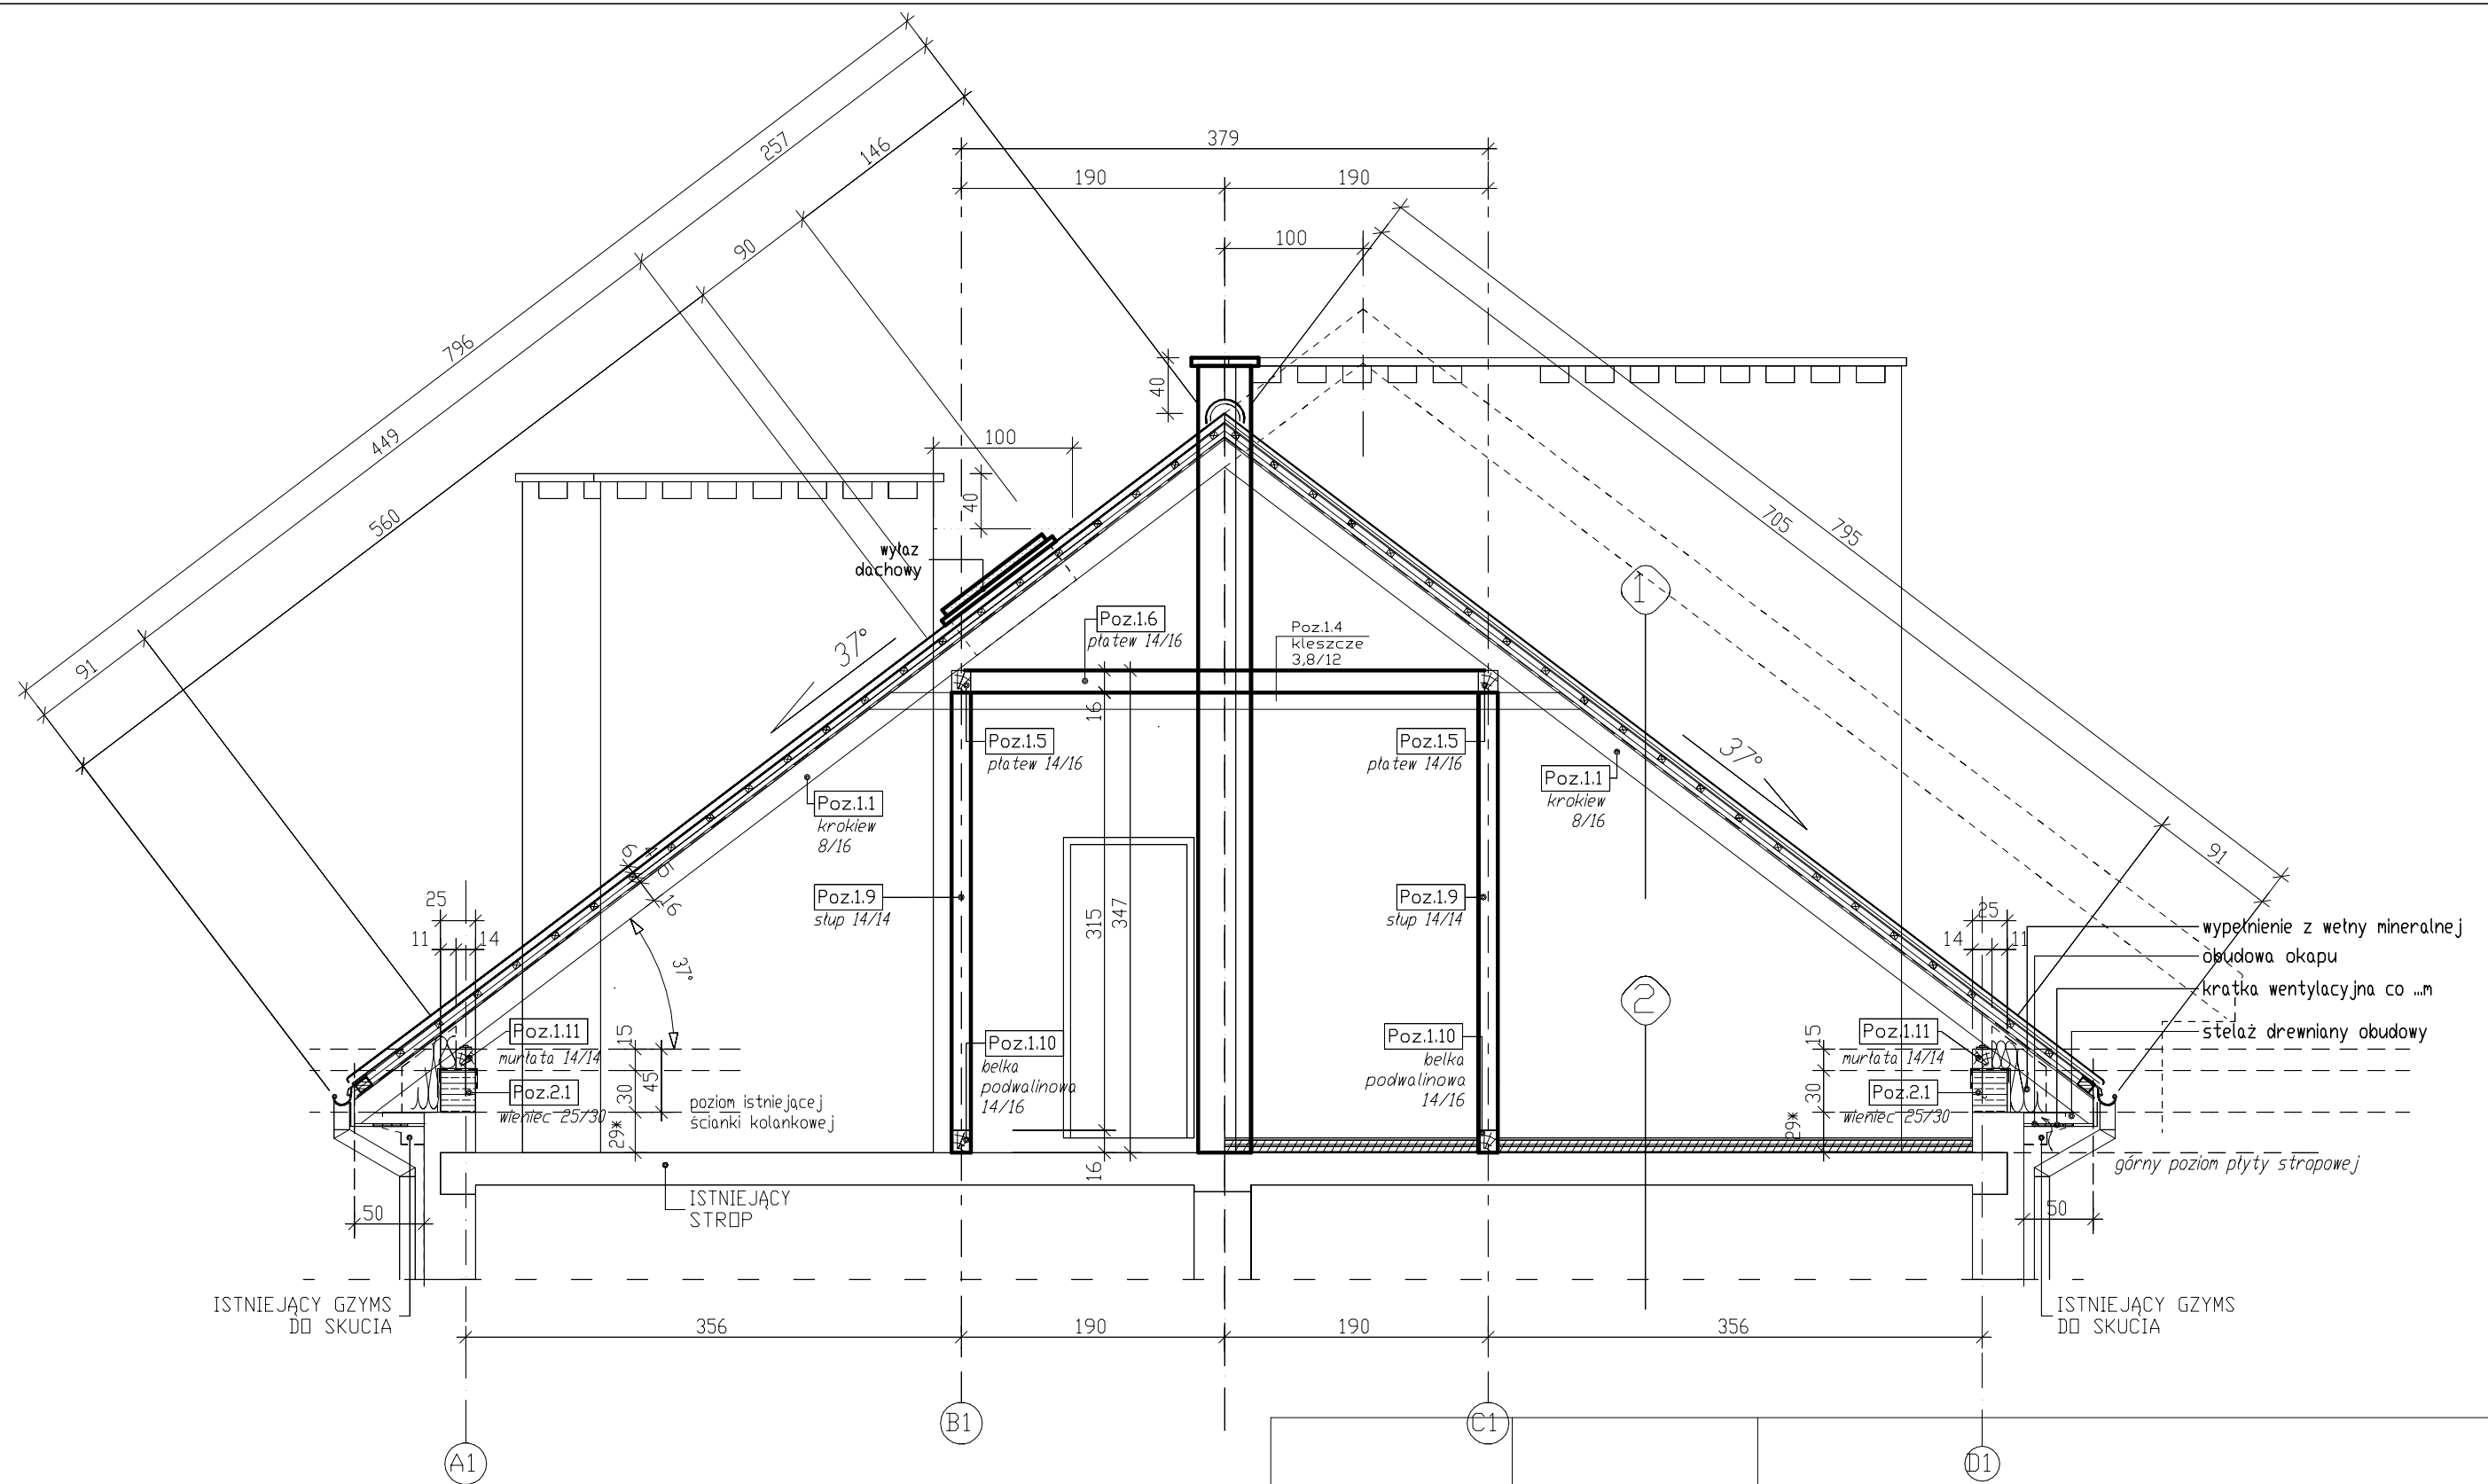 379
190
190
100
257
146
90
796
449
560
91
40
100
40
wyłaz
dachowy
37°
Poz.1.6
płatew 14/16
Poz.1.4
kleszcze
3,8/12
1
795
705
91
16
Poz.1.5
płatew 14/16
Poz.1.5
płatew 14/16
37°
Poz.1.1
krokiew
8/16
Poz.1.1
krokiew
8/16
6
4
5
16
Poz.1.9
słup 14/14
315
347
Poz.1.9
słup 14/14
25
11
14
37°
25
14
11
wypełnienie z wełny mineralnej
obudowa okapu
kratka wentylacyjna co ...m
stelaż drewniany obudowy
2
Poz.1.11
murłata 14/14
15
45
30
29*
Poz.2.1
wieniec 25/30
poziom istniejącej
ścianki kolankowej
Poz.1.10
belka
podwalinowa
14/16
Poz.1.10
belka
podwalinowa
14/16
15
30
29*
Poz.1.11
murłata 14/14
Poz.2.1
wieniec 25/30
górny poziom płyty stropowej
16
ISTNIEJĄCY
STROP
50
50
ISTNIEJĄCY GZYMS
DO SKUCIA
ISTNIEJĄCY GZYMS
DO SKUCIA
356
190
190
356
B1
C1
A1
D1